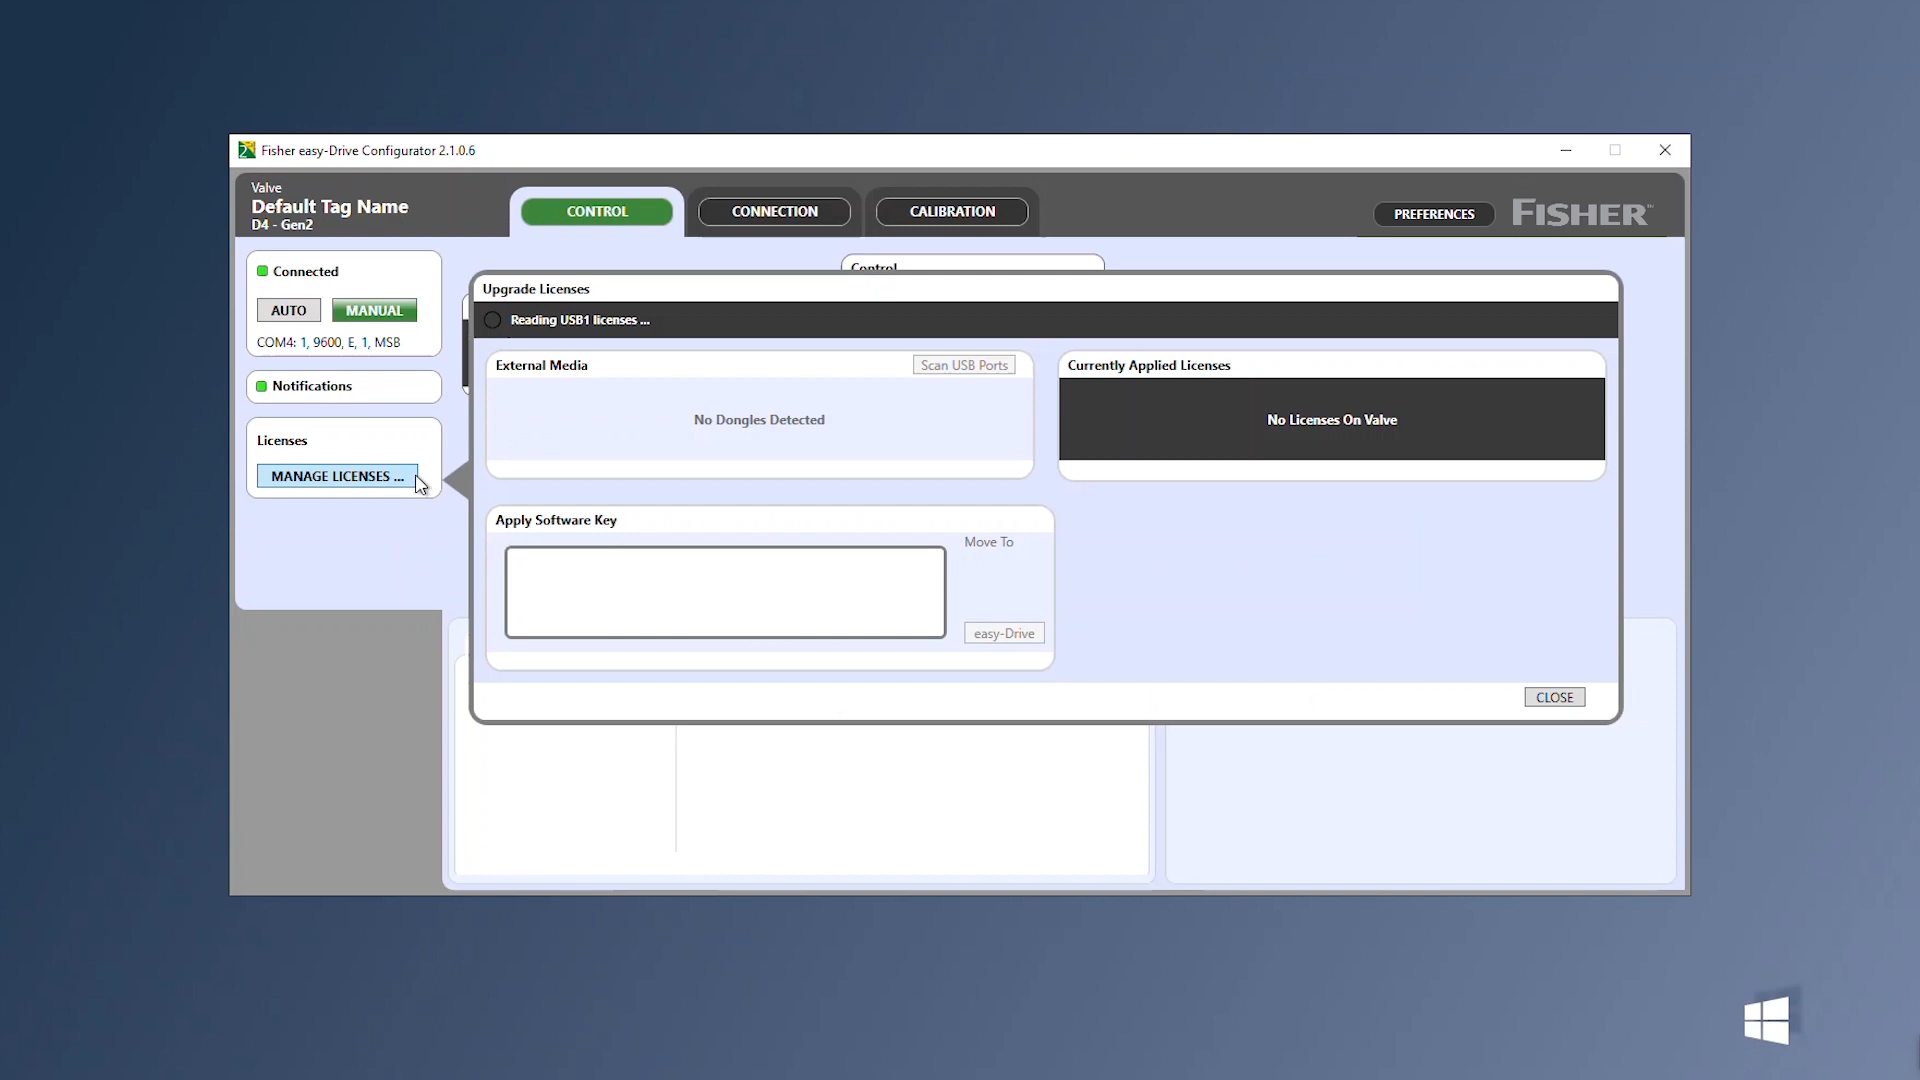 Fisher easy-Drive Configurator 2.1.0.6
Valve
Default Tag Name
D4 - Gen2
CONTROL
CONNECTION
CALIBRATION
PREFERENCES
FISHER™
Connected
AUTO
MANUAL
COM4: 1, 9600, E, 1, MSB
Notifications
Licenses
MANAGE LICENSES ...
Control
Upgrade Licenses
Reading USB1 licenses ...
External Media
Scan USB Ports
No Dongles Detected
Currently Applied Licenses
No Licenses On Valve
Apply Software Key
Move To
easy-Drive
CLOSE